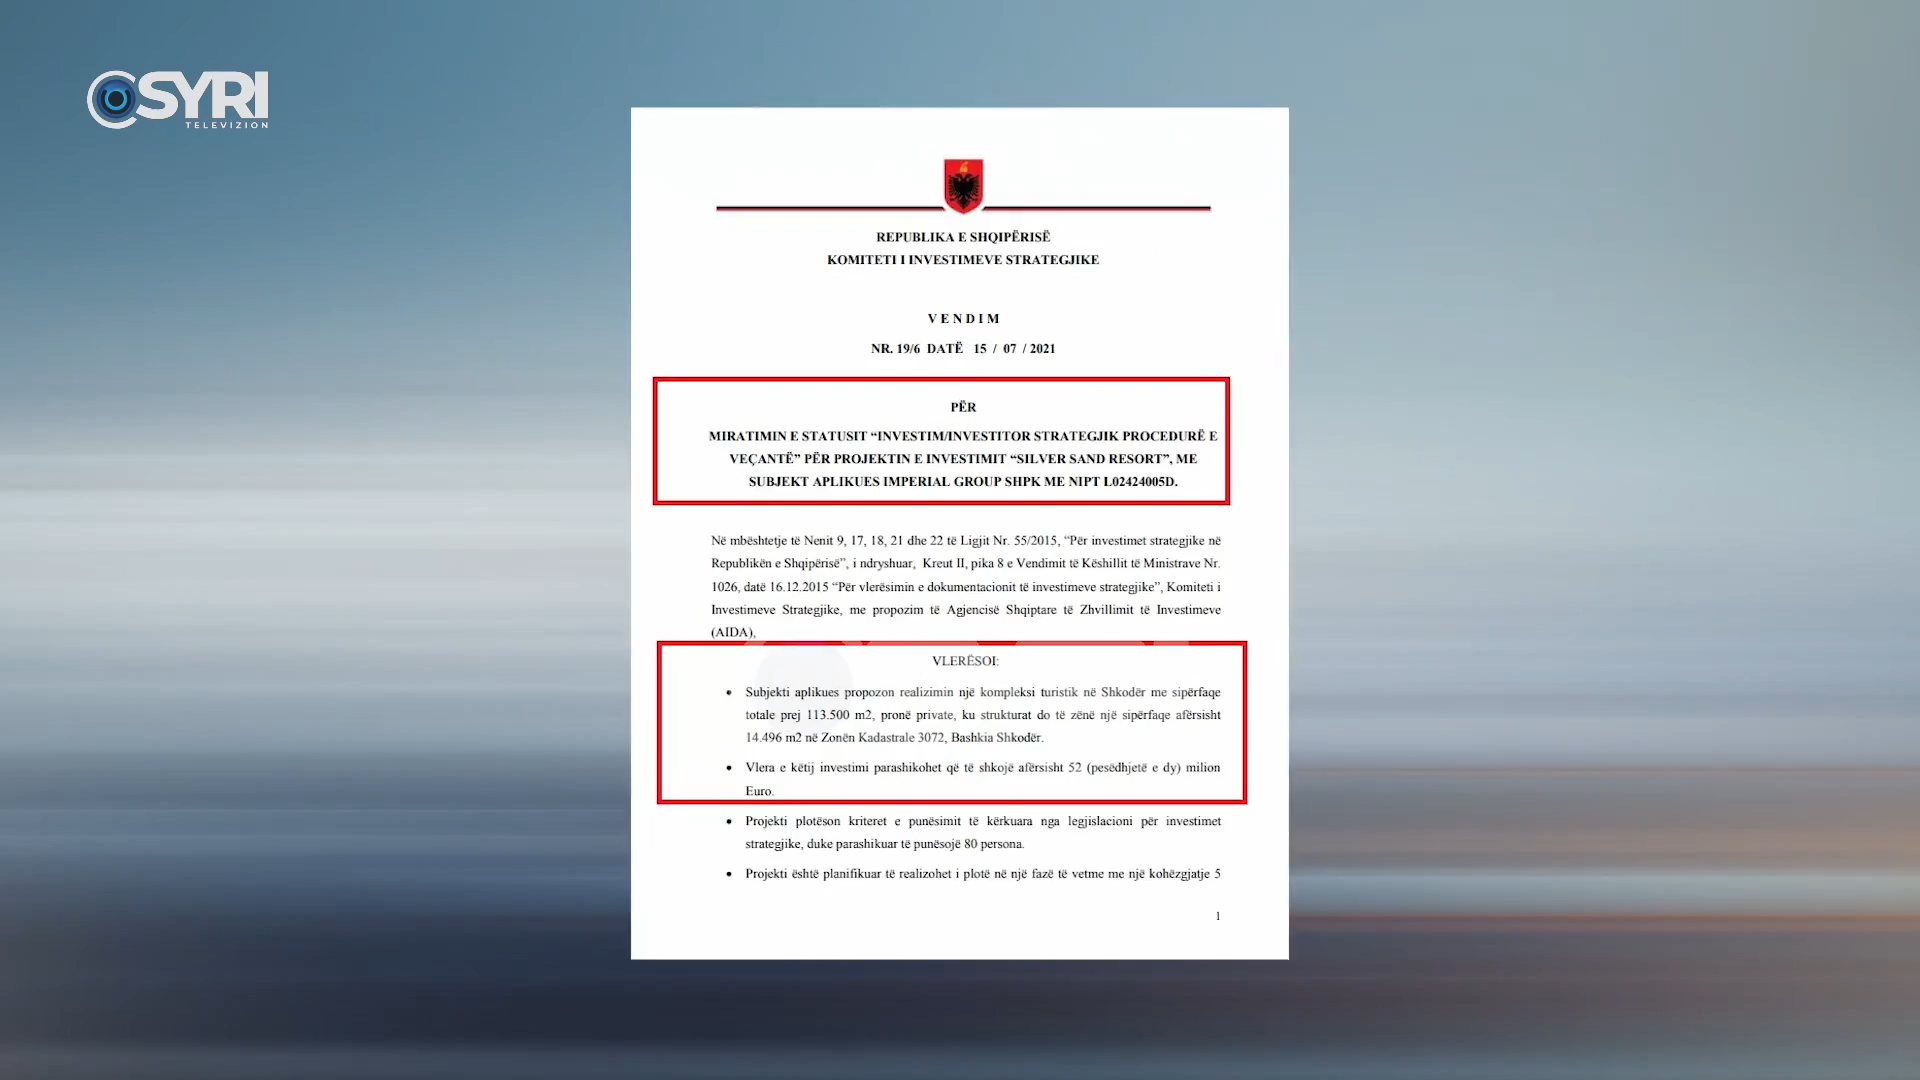 SYRI
TELEVIZION
REPUBLIKA E SHQIPËRISË
KOMITETI I INVESTIMEVE STRATEGJIKE
V E N D I M
NR. 19/6 DATË 15 / 07 / 2021
PËR
MIRATIMIN E STATUSIT “INVESTIM/INVESTITOR STRATEGJIK PROCEDURË E
VEÇANTË” PËR PROJEKTIN E INVESTIMIT “SILVER SAND RESORT”, ME
SUBJEKT APLIKUES IMPERIAL GROUP SHPK ME NIPT L02424005D.
Në mbështetje të Nenit 9, 17, 18, 21 dhe 22 të Ligjit Nr. 55/2015, “Për investimet strategjike në
Republikën e Shqipërisë”, i ndryshuar, Kreut II, pika 8 e Vendimit të Këshillit të Ministrave Nr.
1026, datë 16.12.2015 “Për vlerësimin e dokumentacionit të investimeve strategjike”, Komiteti i
Investimeve Strategjike, me propozim të Agjencisë Shqiptare të Zhvillimit të Investimeve
(AIDA),
VLERËSOI:
• Subjekti aplikues propozon realizimin një kompleksi turistik në Shkodër me sipërfaqe
totale prej 113.500 m2, pronë private, ku strukturat do të zënë një sipërfaqe afërsisht
14.496 m2 në Zonën Kadastrale 3072, Bashkia Shkodër.
• Vlera e këtij investimi parashikohet që të shkojë afërsisht 52 (pesëdhjetë e dy) milion
Euro.
• Projekti plotëson kriteret e punësimit të kërkuara nga legjislacioni për investimet
strategjike, duke parashikuar të punësojë 80 persona.
• Projekti është planifikuar të realizohet i plotë në një fazë të vetme me një kohëzgjatje 5
1